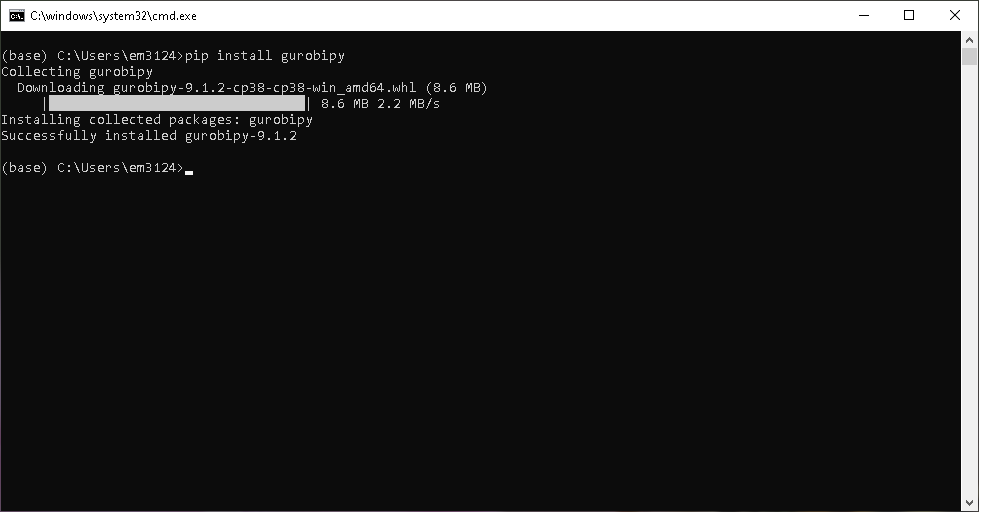 C:\windows\system32\cmd.exe
(base) C:\Users\em3124>pip install gurobipy
Collecting gurobipy
  Downloading gurobipy-9.1.2-cp38-cp38-win_amd64.whl (8.6 MB)
     |████████████████████████████████| 8.6 MB 2.2 MB/s
Installing collected packages: gurobipy
Successfully installed gurobipy-9.1.2
(base) C:\Users\em3124>